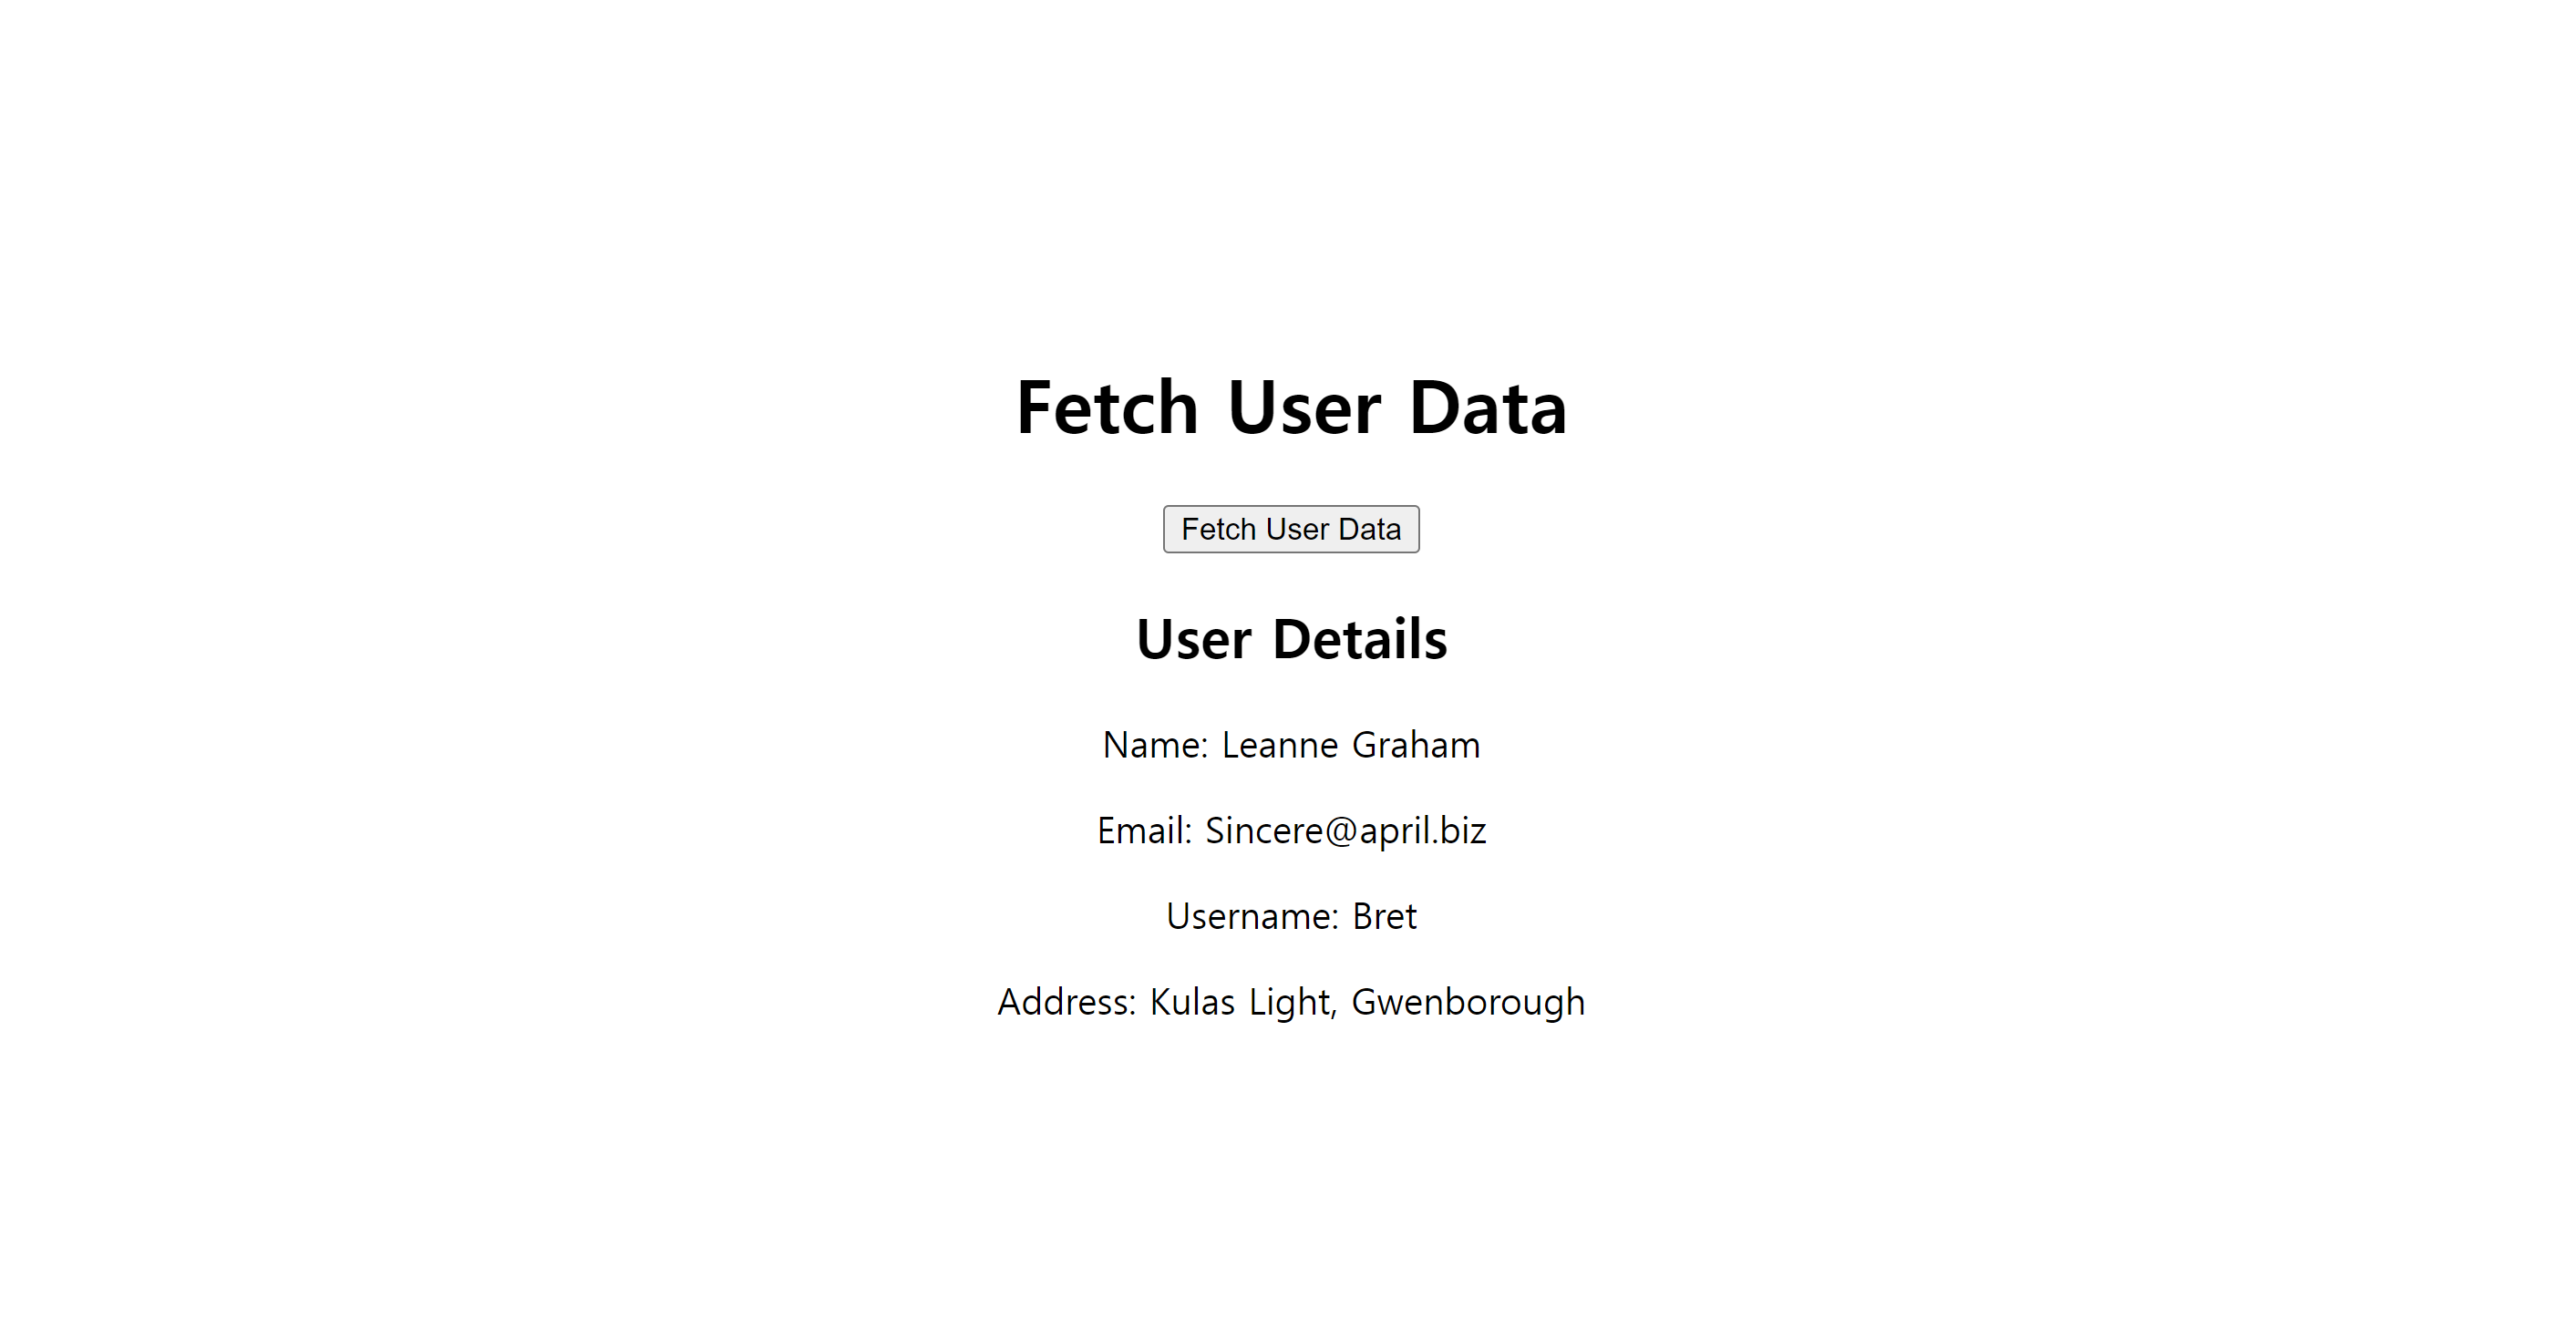 Fetch User Data
Fetch User Data
User Details
Name: Leanne Graham
Email: Sincere@april.biz
Username: Bret
Address: Kulas Light, Gwenborough